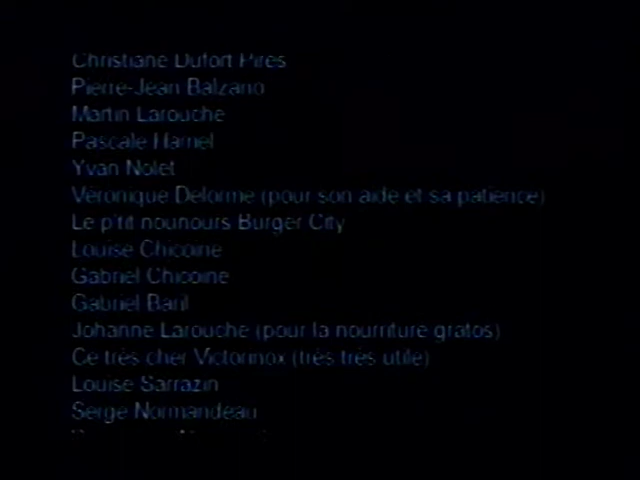 Christiane Dufort Pires
Pierre-Jean Balzano
Martin Larouche
Pascale Hamel
Yvan Nolet
Véronique Delorme (pour son aide et sa patience)
Le p'tit nounours Burger City
Louise Chicoine
Gabriel Chicoine
Gabriel Baril
Johanne Larouche (pour la nourriture gratos)
Ce très cher Victorinox (très très utile)
Louise Sarrazin
Serge Normandeau